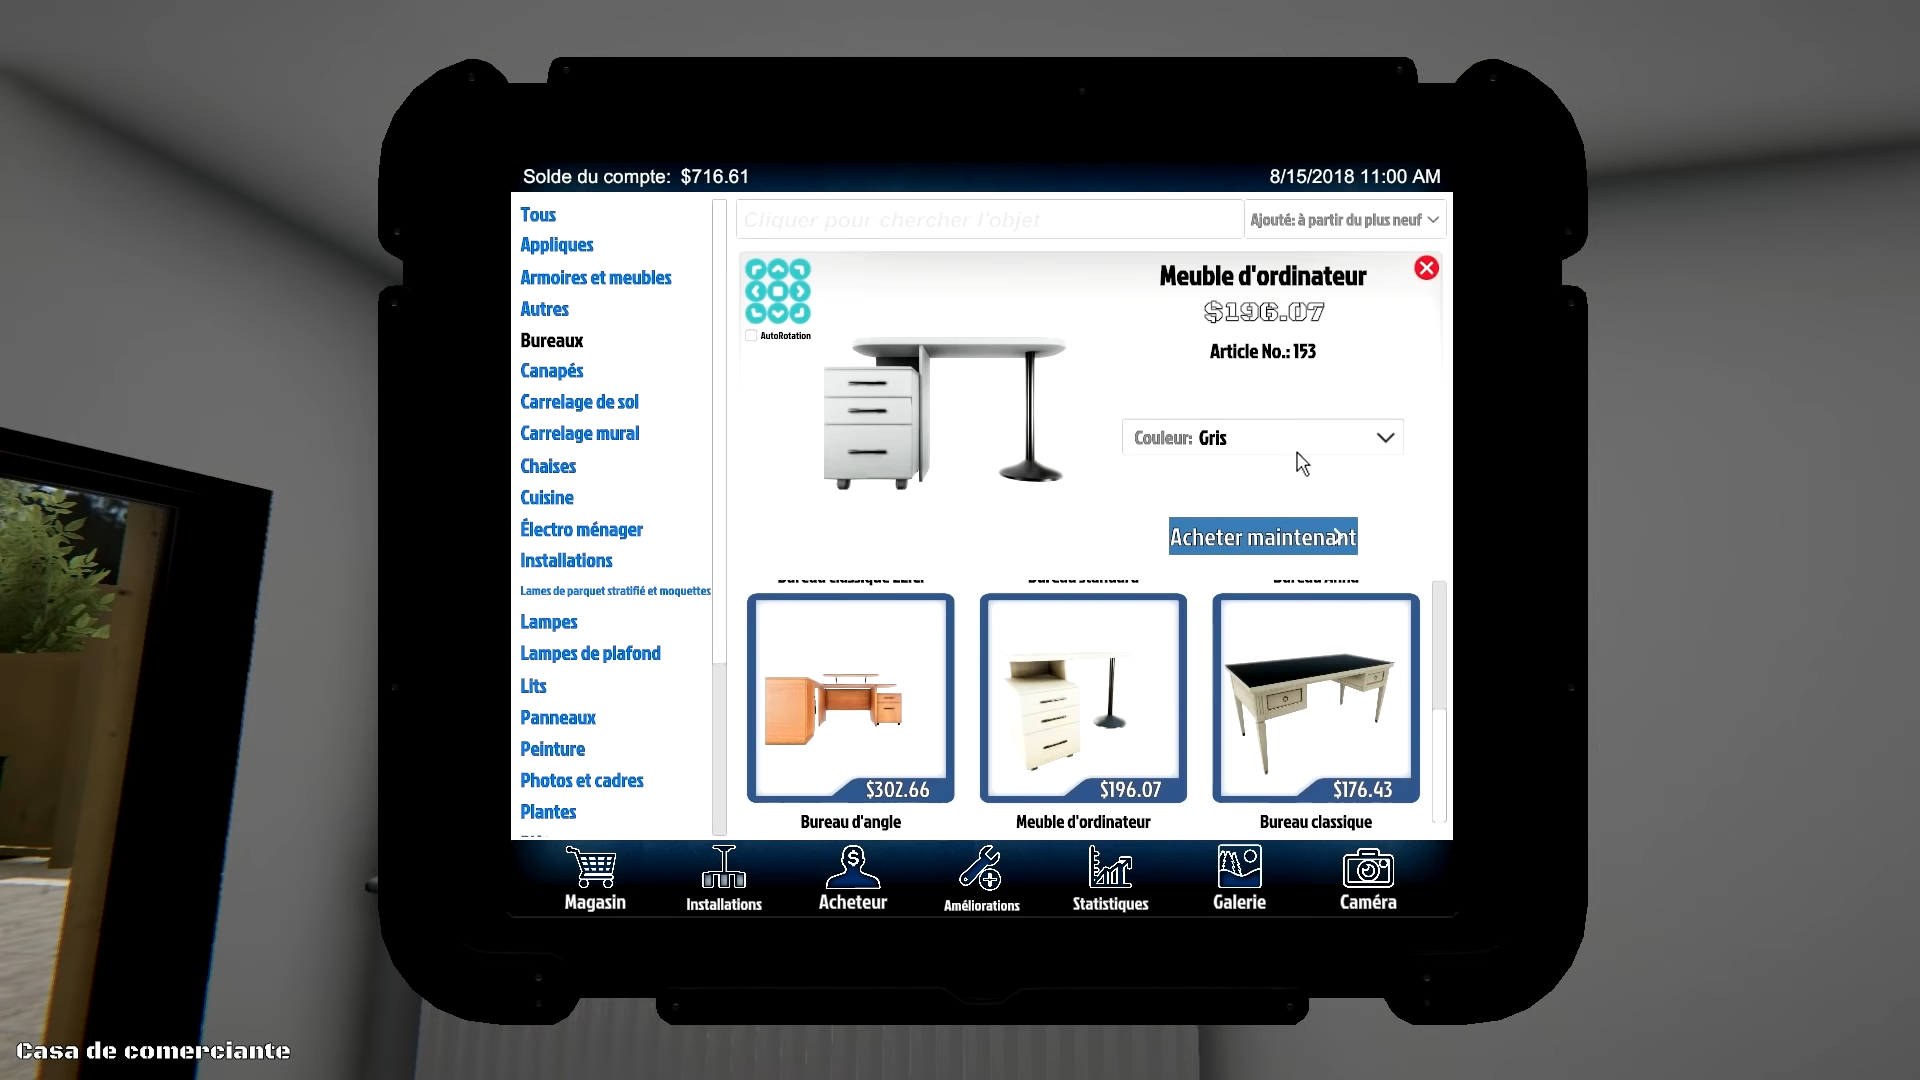 Solde du compte: $716.61
8/15/2018 11:00 AM
Tous
Appliques
Armoires et meubles
Autres
Bureaux
Canapés
Carrelage de sol
Carrelage mural
Chaises
Cuisine
Électro ménager
Installations
Lames de parquet stratifié et moquettes
Lampes
Lampes de plafond
Lits
Panneaux
Peinture
Photos et cadres
Plantes
Cliquer pour chercher l'objet
Ajouté: à partir du plus neuf
AutoRotation
Meuble d'ordinateur
$196.07
Article No.: 153
Couleur: Gris
Acheter maintenant
$302.66
$196.07
$176.43
Bureau d'angle
Meuble d'ordinateur
Bureau classique
Magasin
Installations
Acheteur
Améliorations
Statistiques
Galerie
Caméra
Casa de comerciante